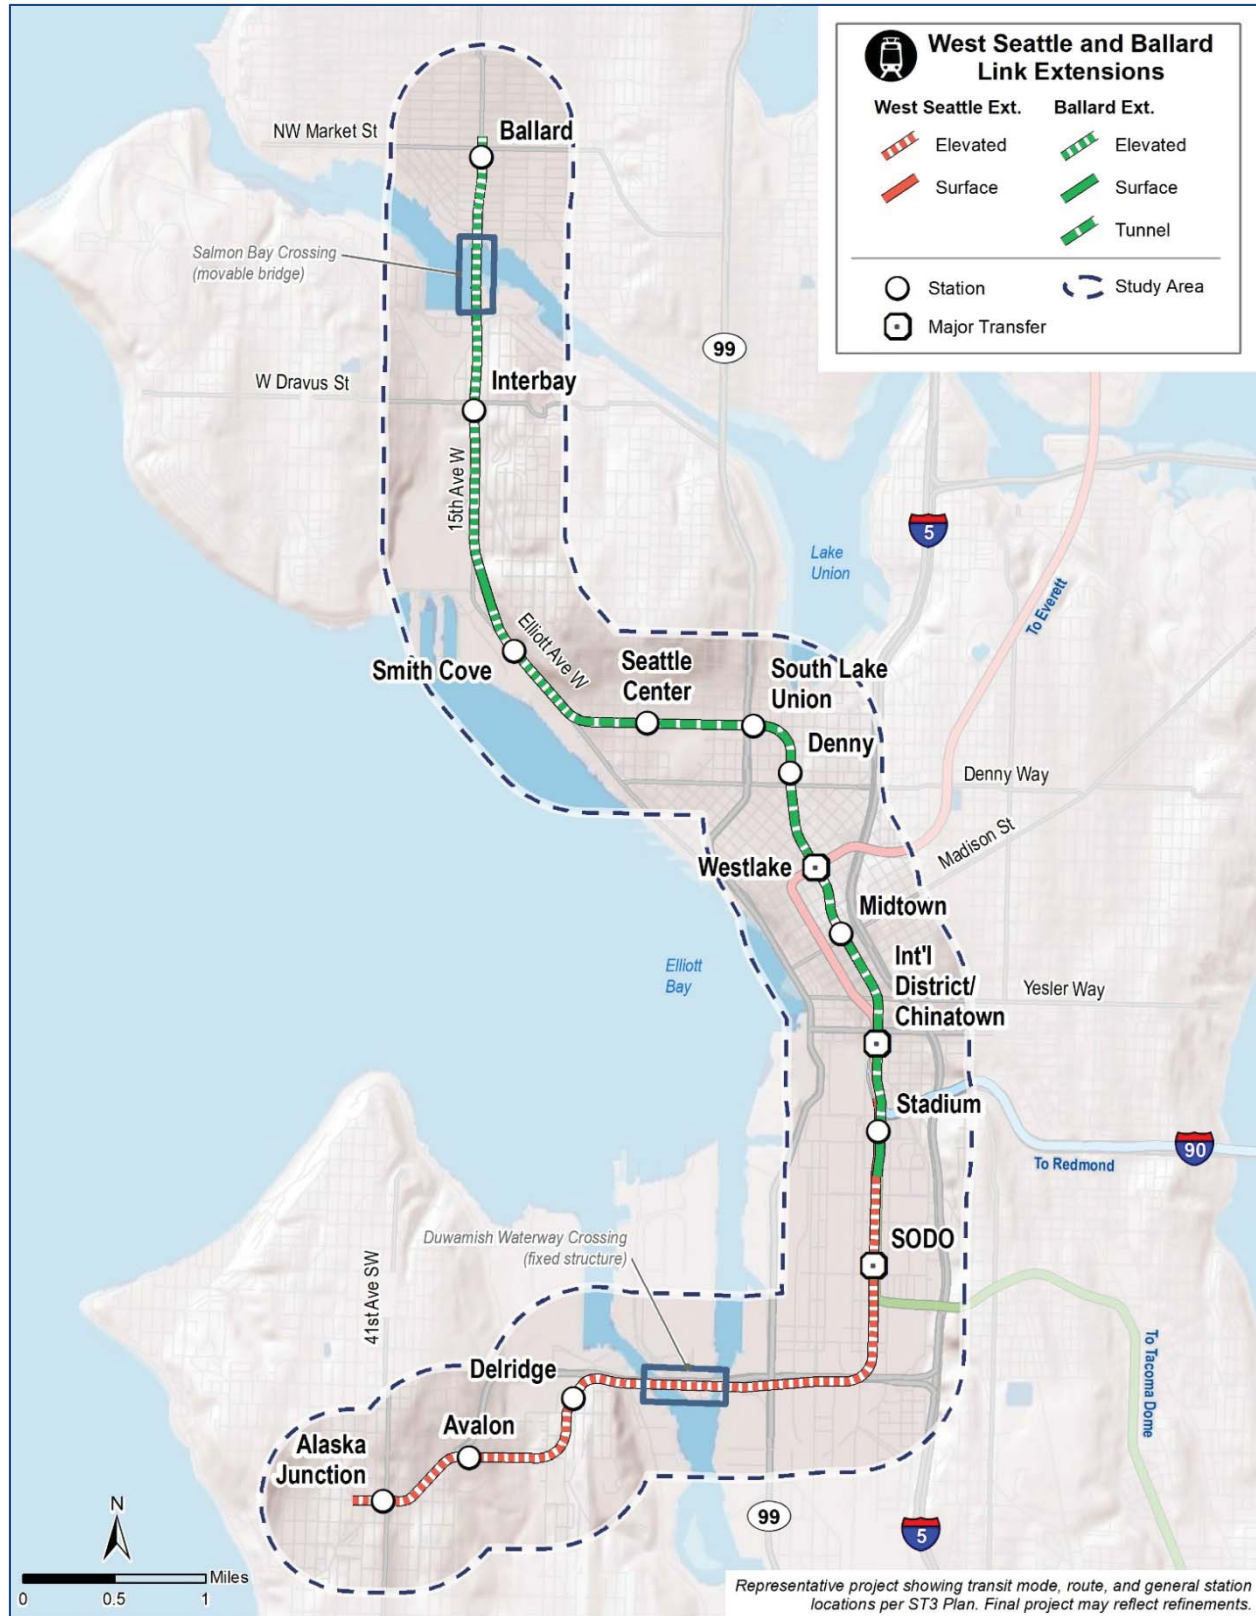 West Seattle and Ballard
Link Extensions
West Seattle Ext.
Elevated
Surface
Ballard Ext.
Elevated
Surface
Tunnel
Station
Major Transfer
Study Area
NW Market St
Ballard
Salmon Bay Crossing
(movable bridge)
99
W Dravus St
Interbay
15th Ave W
5
Lake
Union
To Everett
Elliott Ave W
Smith Cove
Seattle
Center
South Lake
Union
Denny
Denny Way
Madison St
Westlake
Midtown
Elliott
Bay
Int'l
District/
Chinatown
Yesler Way
Stadium
90
To Redmond
Duwamish Waterway Crossing
(fixed structure)
SODO
41st Ave SW
Delridge
Avalon
Alaska
Junction
To Tacoma Dome
99
5
N
Miles
0 0.5 1
Representative project showing transit mode, route, and general station
locations per ST3 Plan. Final project may reflect refinements.